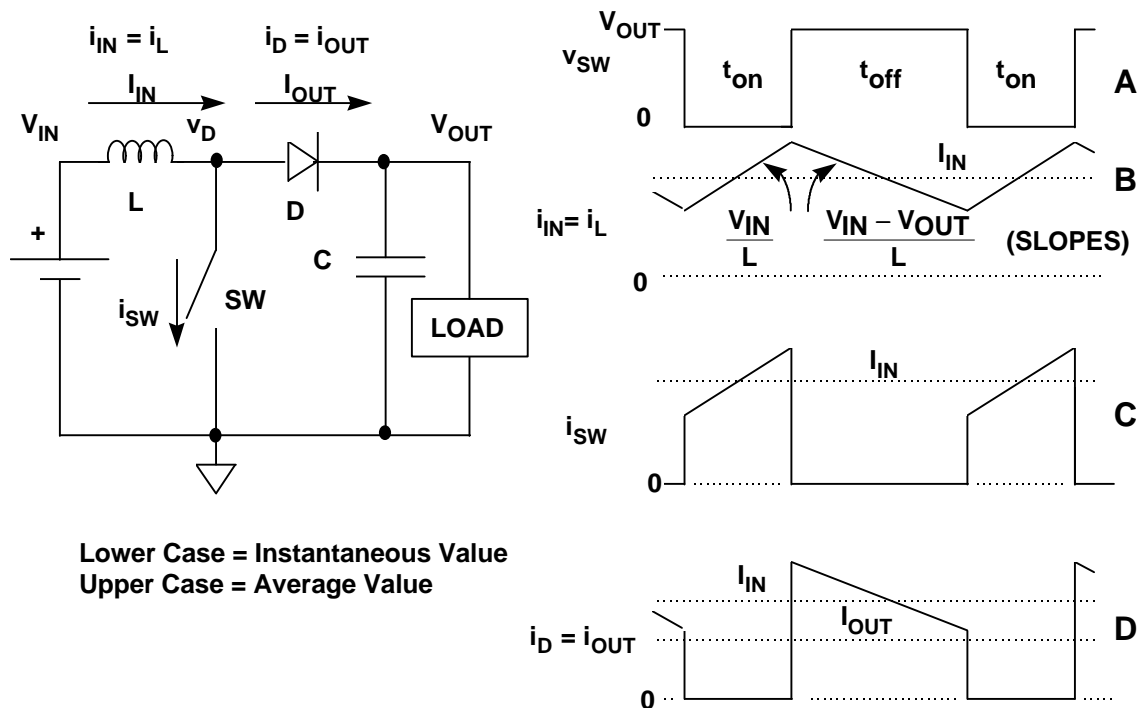 i_IN = i_L
i_D = i_OUT
I_IN
I_OUT
V_IN
v_D
V_OUT
L
D
+
C
i_SW
SW
LOAD
Lower Case = Instantaneous Value
Upper Case = Average Value
V_OUT
v_SW
t_on
t_off
t_on
A
0
I_IN
B
i_IN = i_L
V_IN
L
V_IN − V_OUT
L
(SLOPES)
0
I_IN
C
i_SW
0
I_IN
I_OUT
D
i_D = i_OUT
0